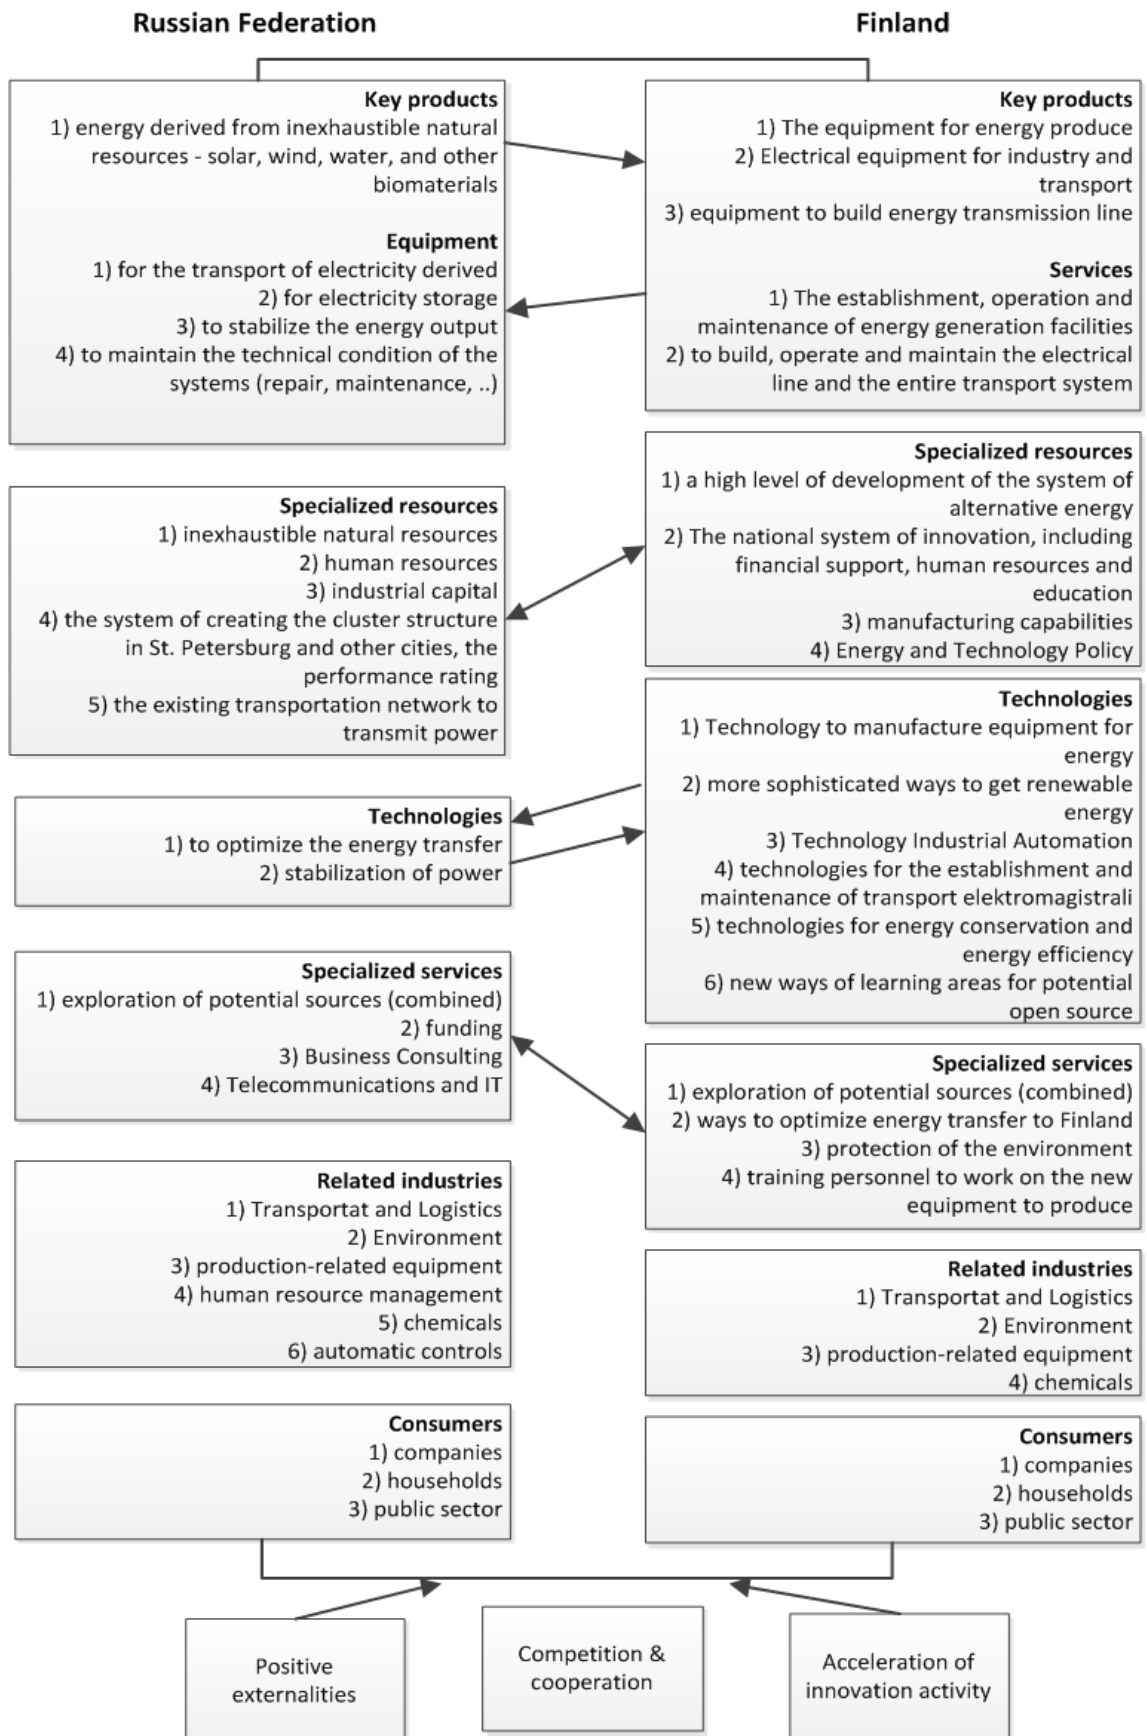 Russian Federation
Finland
Key products
1) energy derived from inexhaustible natural
resources - solar, wind, water, and other
biomaterials
Equipment
1) for the transport of electricity derived
2) for electricity storage
3) to stabilize the energy output
4) to maintain the technical condition of the
systems (repair, maintenance, ..)
Key products
1) The equipment for energy produce
2) Electrical equipment for industry and
transport
3) equipment to build energy transmission line
Services
1) The establishment, operation and
maintenance of energy generation facilities
2) to build, operate and maintain the electrical
line and the entire transport system
Specialized resources
1) inexhaustible natural resources
2) human resources
3) industrial capital
4) the system of creating the cluster structure
in St. Petersburg and other cities, the
performance rating
5) the existing transportation network to
transmit power
Specialized resources
1) a high level of development of the system of
alternative energy
2) The national system of innovation, including
financial support, human resources and
education
3) manufacturing capabilities
4) Energy and Technology Policy
Technologies
1) to optimize the energy transfer
2) stabilization of power
Technologies
1) Technology to manufacture equipment for
energy
2) more sophisticated ways to get renewable
energy
3) Technology Industrial Automation
4) technologies for the establishment and
maintenance of transport elektromagistrali
5) technologies for energy conservation and
energy efficiency
6) new ways of learning areas for potential
open source
Specialized services
1) exploration of potential sources (combined)
2) funding
3) Business Consulting
4) Telecommunications and IT
Specialized services
1) exploration of potential sources (combined)
2) ways to optimize energy transfer to Finland
3) protection of the environment
4) training personnel to work on the new
equipment to produce
Related industries
1) Transportat and Logistics
2) Environment
3) production-related equipment
4) human resource management
5) chemicals
6) automatic controls
Related industries
1) Transportat and Logistics
2) Environment
3) production-related equipment
4) chemicals
Consumers
1) companies
2) households
3) public sector
Consumers
1) companies
2) households
3) public sector
Positive
externalities
Competition &
cooperation
Acceleration of
innovation activity